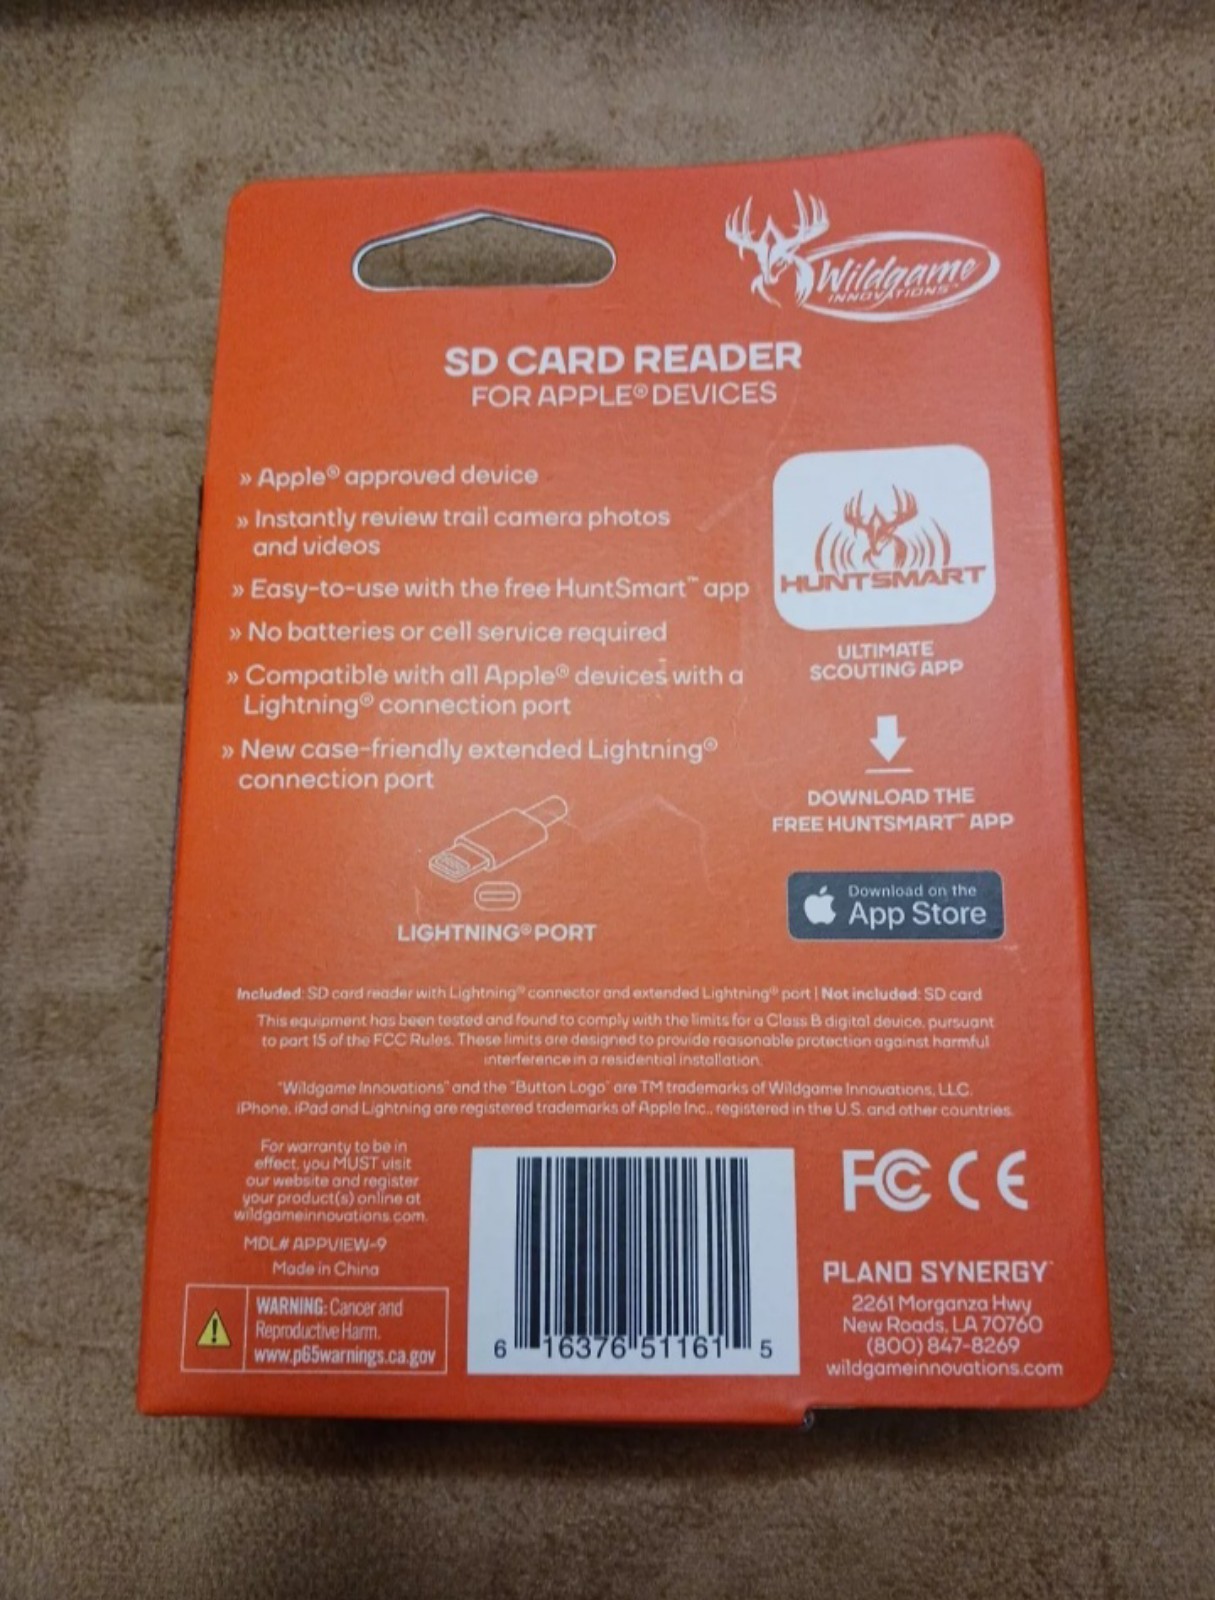 Wildgame
INNOVATIONS™
SD CARD READER
FOR APPLE® DEVICES
» Apple® approved device
» Instantly review trail camera photos
and videos
» Easy-to-use with the free HuntSmart™ app
» No batteries or cell service required
» Compatible with all Apple® devices with a
Lightning® connection port
» New case-friendly extended Lightning®
connection port
LIGHTNING® PORT
HUNTSMART
ULTIMATE
SCOUTING APP
DOWNLOAD THE
FREE HUNTSMART™ APP
Download on the
App Store
Included: SD card reader with Lightning® connector and extended Lightning® port | Not included: SD card
This equipment has been tested and found to comply with the limits for a Class B digital device, pursuant
to part 15 of the FCC Rules. These limits are designed to provide reasonable protection against harmful
interference in a residential installation.
"Wildgame Innovations" and the "Button Logo" are TM trademarks of Wildgame Innovations, LLC.
iPhone, iPad and Lightning are registered trademarks of Apple Inc., registered in the U.S. and other countries.
For warranty to be in
effect, you MUST visit
our website and register
your product(s) online at
wildgameinnovations.com.
MDL# APPVIEW-9
Made in China
WARNING: Cancer and
Reproductive Harm.
www.p65warnings.ca.gov
6 16376 51161 5
FC CE
PLANO SYNERGY™
2261 Morganza Hwy
New Roads, LA 70760
(800) 847-8269
wildgameinnovations.com